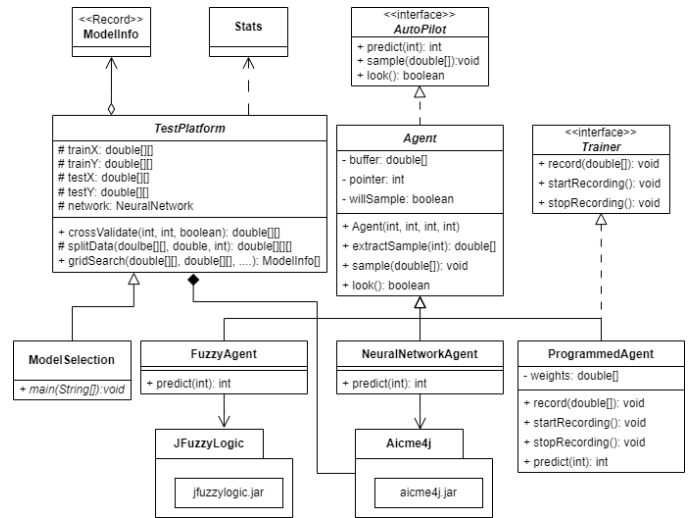 <<Record>>
ModelInfo
Stats
<<interface>>
AutoPilot
+ predict(int): int
+ sample(double[]):void
+ look(): boolean
TestPlatform
# trainX: double[][]
# trainY: double[][]
# testX: double[][]
# testY: double[][]
# network: NeuralNetwork
+ crossValidate(int, int, boolean): double[][]
# splitData(doulbe[][], double, int): double[][][]
+ gridSearch(double[][], double[][], ....): ModelInfo[]
Agent
- buffer: double[]
- pointer: int
- willSample: boolean
+ Agent(int, int, int)
+ extractSample(int): double[]
+ sample(double[]): void
+ look(): boolean
<<interface>>
Trainer
+ record(double[]): void
+ startRecording(): void
+ stopRecording(): void
ModelSelection
+ main(String[]):void
FuzzyAgent
+ predict(int): int
NeuralNetworkAgent
+ predict(int): int
ProgrammedAgent
- weights: double[]
+ record(double[]): void
+ startRecording(): void
+ stopRecording(): void
+ predict(int): int
JFuzzyLogic
jfuzzylogic.jar
Aicme4j
aicme4j.jar